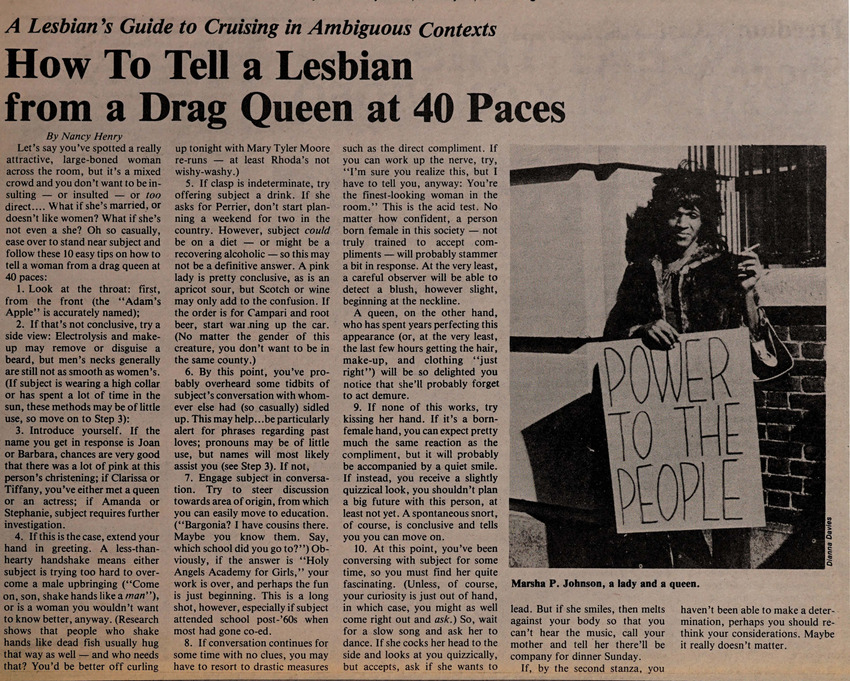 A Lesbian's Guide to Cruising in Ambiguous Contexts
How To Tell a Lesbian
from a Drag Queen at 40 Paces
By Nancy Henry
Let's say you've spotted a really
attractive, large-boned woman
across the room, but it's a mixed
crowd and you don't want to be in-
sulting — or insulted — or too
direct.... What if she's married, or
doesn't like women? What if she's
not even a she? Oh so casually,
ease over to stand near subject and
follow these 10 easy tips on how to
tell a woman from a drag queen at
40 paces:
1. Look at the throat: first,
from the front (the "Adam's
Apple" is accurately named);
2. If that's not conclusive, try a
side view: Electrolysis and make-
up may remove or disguise a
beard, but men's necks generally
are still not as smooth as women's.
(If subject is wearing a high collar
or has spent a lot of time in the
sun, these methods may be of little
use, so move on to Step 3):
3. Introduce yourself. If the
name you get in response is Joan
or Barbara, chances are very good
that there was a lot of pink at this
person's christening; if Clarissa or
Tiffany, you've either met a queen
or an actress; if Amanda or
Stephanie, subject requires further
investigation.
4. If this is the case, extend your
hand in greeting. A less-than-
hearty handshake means either
subject is trying too hard to over-
come a male upbringing ("Come
on, son, shake hands like a man"),
or is a woman you wouldn't want
to know better, anyway. (Research
shows that people who shake
hands like dead fish usually hug
that way as well — and who needs
that? You'd be better off curling
up tonight with Mary Tyler Moore
re-runs — at least Rhoda's not
wishy-washy.)
5. If clasp is indeterminate, try
offering subject a drink. If she
asks for Perrier, don't start plan-
ning a weekend for two in the
country. However, subject could
be on a diet — or might be a
recovering alcoholic — so this may
not be a definitive answer. A pink
lady is pretty conclusive, as is an
apricot sour, but Scotch or wine
may only add to the confusion. If
the order is for Campari and root
beer, start war.ning up the car.
(No matter the gender of this
creature, you don't want to be in
the same county.)
6. By this point, you've pro-
bably overheard some tidbits of
subject's conversation with whom-
ever else had (so casually) sidled
up. This may help...be particularly
alert for phrases regarding past
loves; pronouns may be of little
use, but names will most likely
assist you (see Step 3). If not,
7. Engage subject in conversa-
tion. Try to steer discussion
towards area of origin, from which
you can easily move to education.
("Bargonia? I have cousins there.
Maybe you know them. Say,
which school did you go to?") Ob-
viously, if the answer is "Holy
Angels Academy for Girls," your
work is over, and perhaps the fun
is just beginning. This is a long
shot, however, especially if subject
attended school post-'60s when
most had gone co-ed.
8. If conversation continues for
some time with no clues, you may
have to resort to drastic measures
such as the direct compliment. If
you can work up the nerve, try,
"I'm sure you realize this, but I
have to tell you, anyway: You're
the finest-looking woman in the
room." This is the acid test. No
matter how confident, a person
born female in this society — not
truly trained to accept com-
pliments — will probably stammer
a bit in response. At the very least,
a careful observer will be able to
detect a blush, however slight,
beginning at the neckline.
A queen, on the other hand,
who has spent years perfecting this
appearance (or, at the very least,
the last few hours getting the hair,
make-up, and clothing "just
right") will be so delighted you
notice that she'll probably forget
to act demure.
9. If none of this works, try
kissing her hand. If it's a born-
female hand, you can expect pretty
much the same reaction as the
compliment, but it will probably
be accompanied by a quiet smile.
If instead, you receive a slightly
quizzical look, you shouldn't plan
a big future with this person, at
least not yet. A spontaneous snort,
of course, is conclusive and tells
you you can move on.
10. At this point, you've been
conversing with subject for some
time, so you must find her quite
fascinating. (Unless, of course,
your curiosity is just out of hand,
in which case, you might as well
come right out and ask.) So, wait
for a slow song and ask her to
dance. If she cocks her head to the
side and looks at you quizzically,
but accepts, ask if she wants to
POWER
TO THE
PEOPLE
Dianne Davies
Marsha P. Johnson, a lady and a queen.
lead. But if she smiles, then melts
against your body so that you
can't hear the music, call your
mother and tell her there'll be
company for dinner Sunday.
If, by the second stanza, you
haven't been able to make a deter-
mination, perhaps you should re-
think your considerations. Maybe
it really doesn't matter.